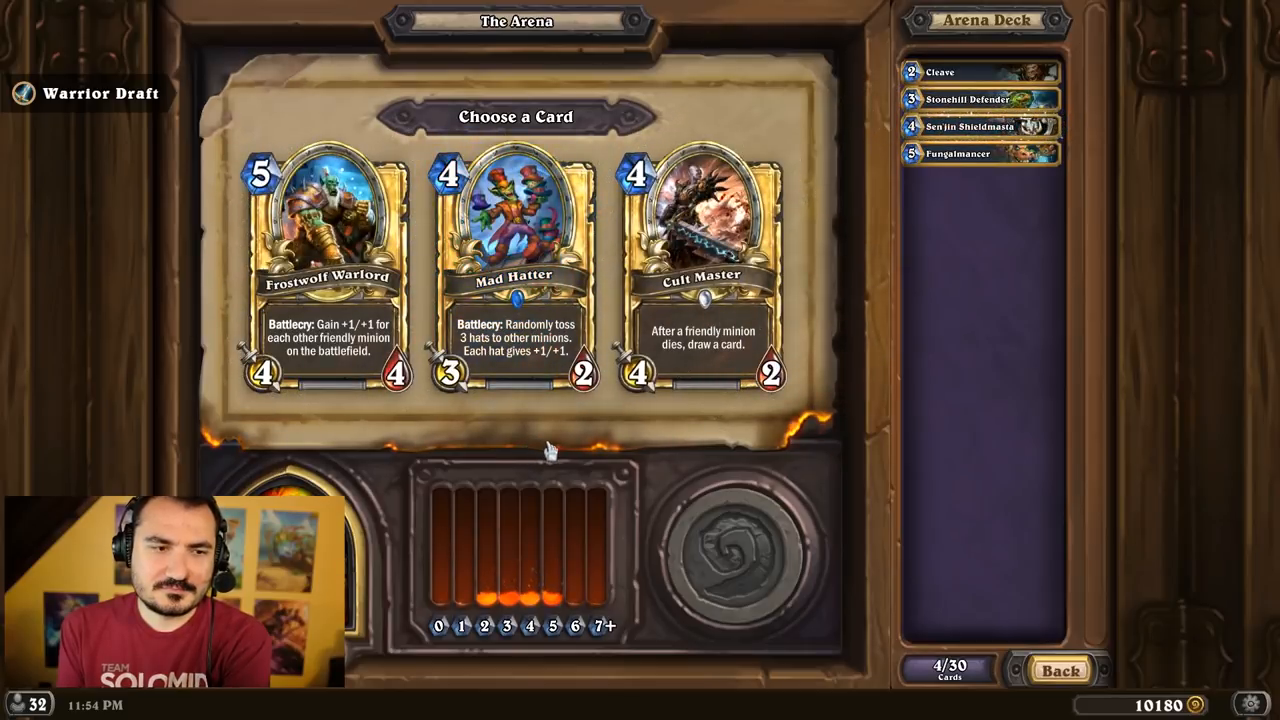 The Arena
Arena Deck
Warrior Draft
Choose a Card
2 Cleave
3 Stonehill Defender
4 Sen'jin Shieldmasta
5 Fungalmancer
5
Frostwolf Warlord
Battlecry: Gain +1/+1 for
each other friendly minion
on the battlefield.
4 4
4
Mad Hatter
Battlecry: Randomly toss
3 hats to other minions.
Each hat gives +1/+1.
3 2
4
Cult Master
After a friendly minion
dies, draw a card.
4 2
0 1 2 3 4 5 6 7+
TEAM
SOLOMID
4/30
Cards
Back
32
11:54 PM
10180